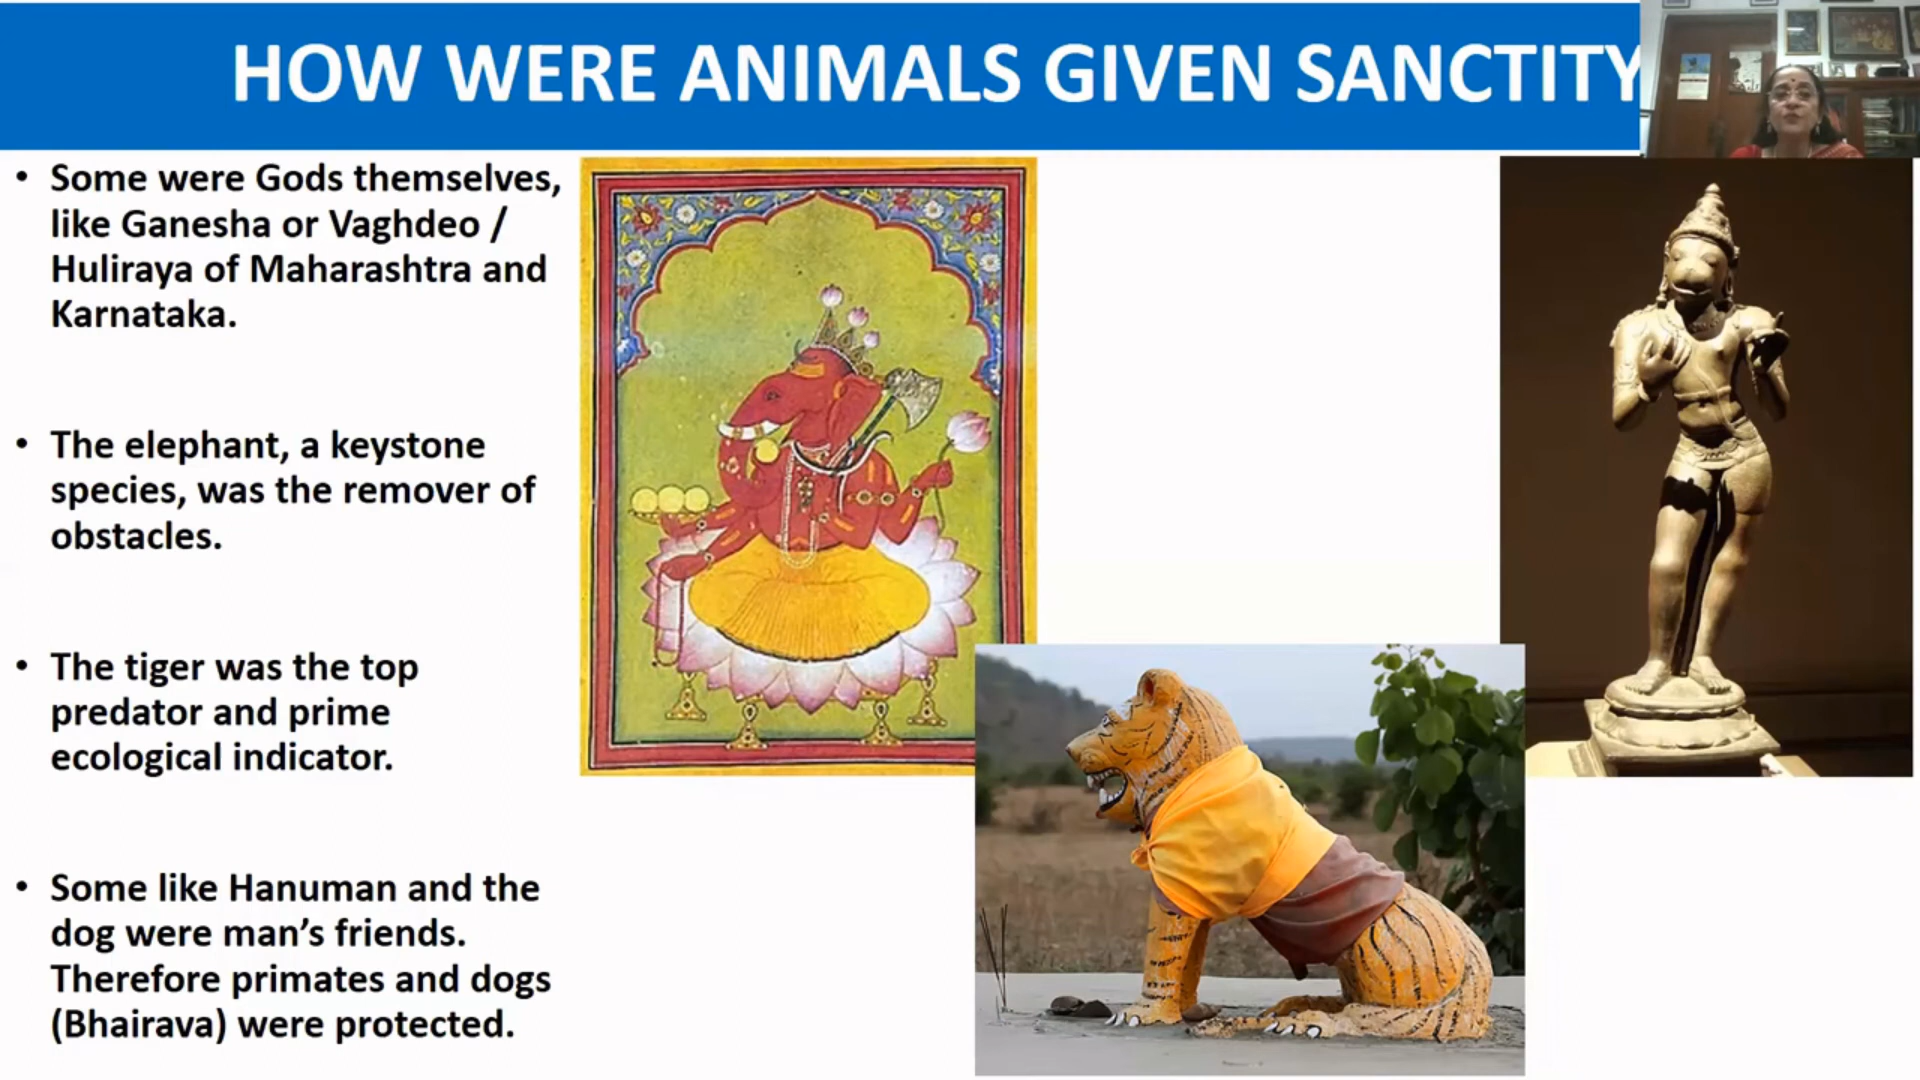 HOW WERE ANIMALS GIVEN SANCTITY
• Some were Gods themselves,
like Ganesha or Vaghdeo /
Huliraya of Maharashtra and
Karnataka.
• The elephant, a keystone
species, was the remover of
obstacles.
• The tiger was the top
predator and prime
ecological indicator.
• Some like Hanuman and the
dog were man’s friends.
Therefore primates and dogs
(Bhairava) were protected.